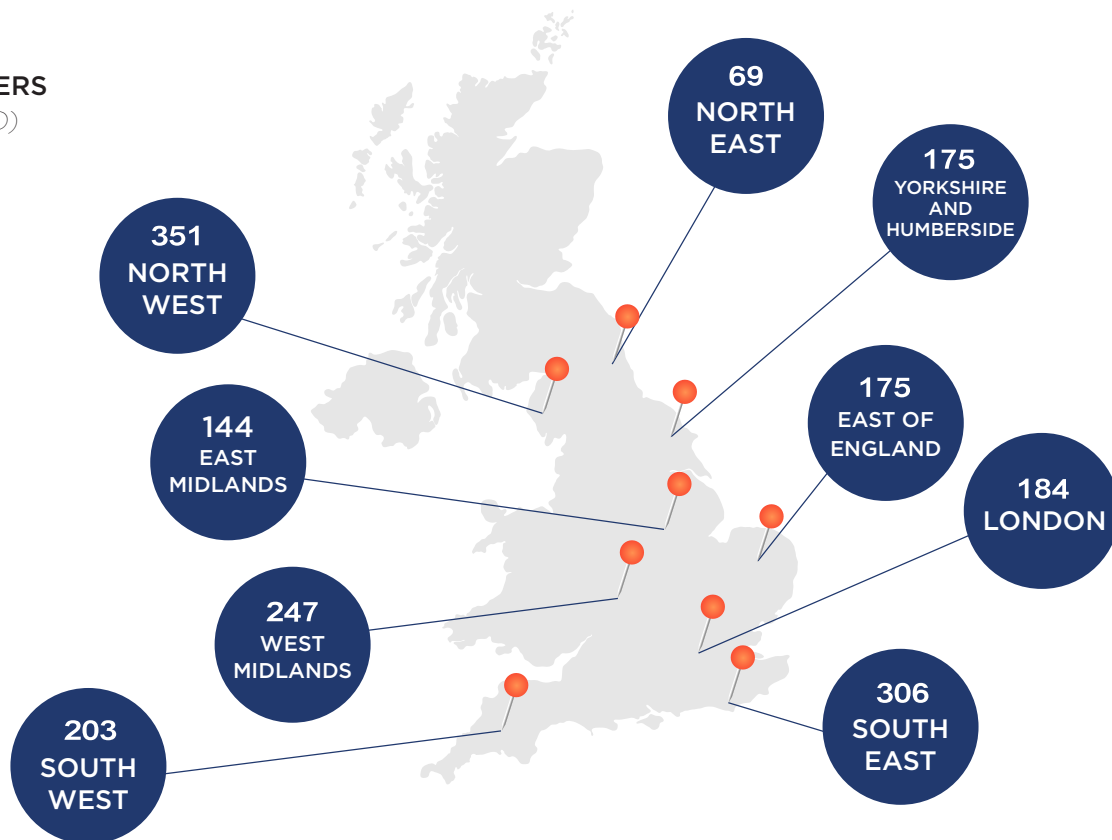 69
NORTH
EAST
175
YORKSHIRE
AND
HUMBERSIDE
351
NORTH
WEST
175
EAST OF
ENGLAND
144
EAST
MIDLANDS
184
LONDON
247
WEST
MIDLANDS
306
SOUTH
EAST
203
SOUTH
WEST